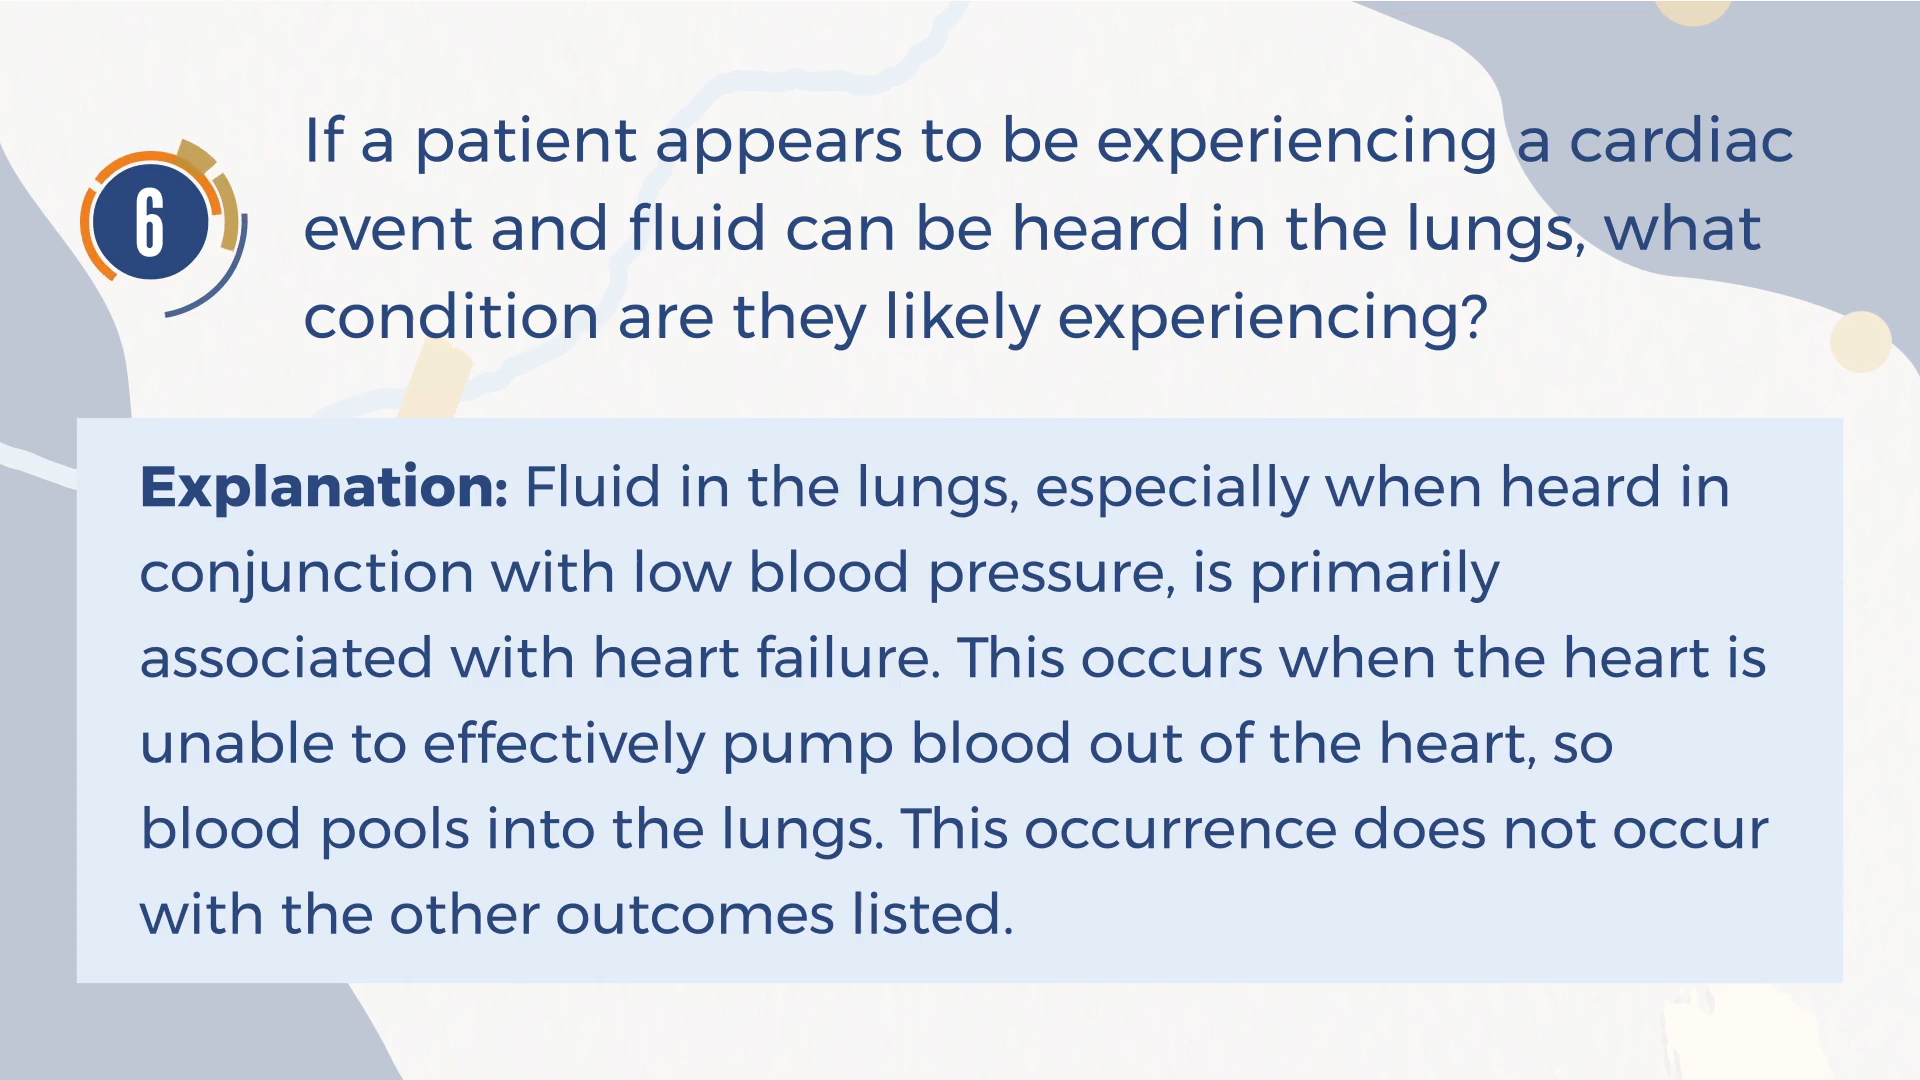 6
If a patient appears to be experiencing a cardiac
event and fluid can be heard in the lungs, what
condition are they likely experiencing?
Explanation: Fluid in the lungs, especially when heard in
conjunction with low blood pressure, is primarily
associated with heart failure. This occurs when the heart is
unable to effectively pump blood out of the heart, so
blood pools into the lungs. This occurrence does not occur
with the other outcomes listed.